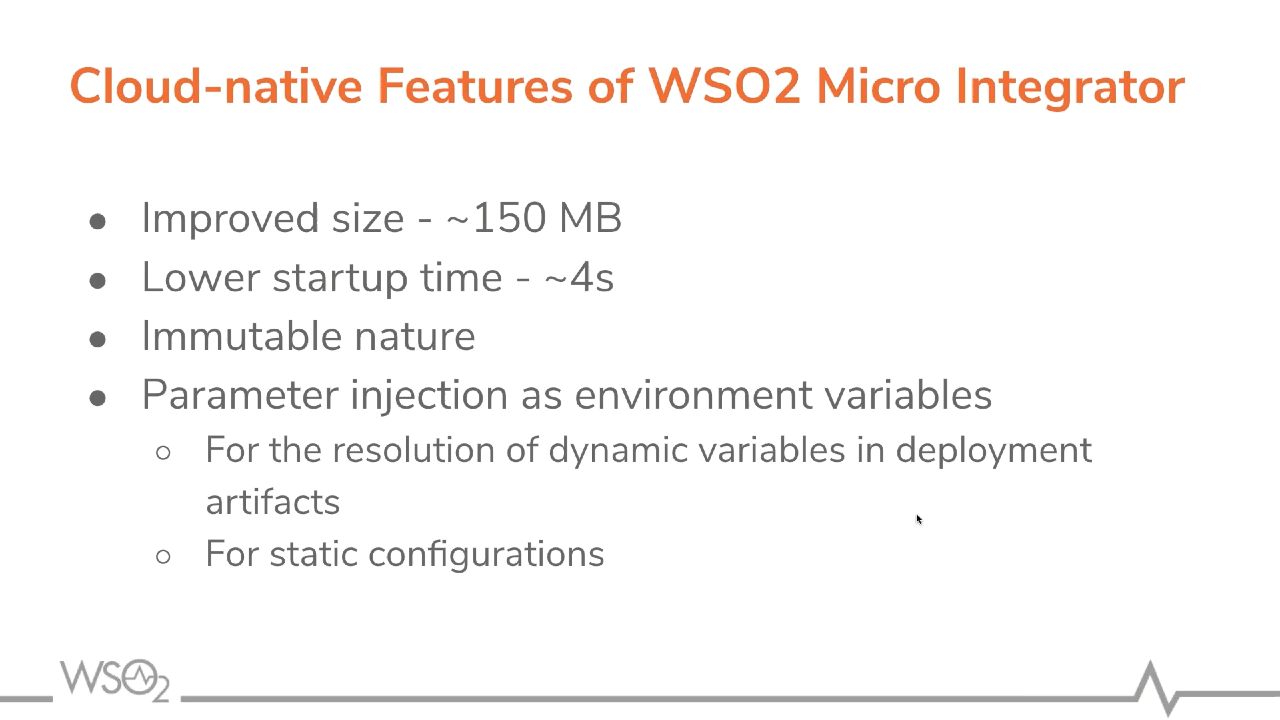 Cloud-native Features of WSO2 Micro Integrator
● Improved size - ~150 MB
● Lower startup time - ~4s
● Immutable nature
● Parameter injection as environment variables
○ For the resolution of dynamic variables in deployment
artifacts
○ For static configurations
WSO2